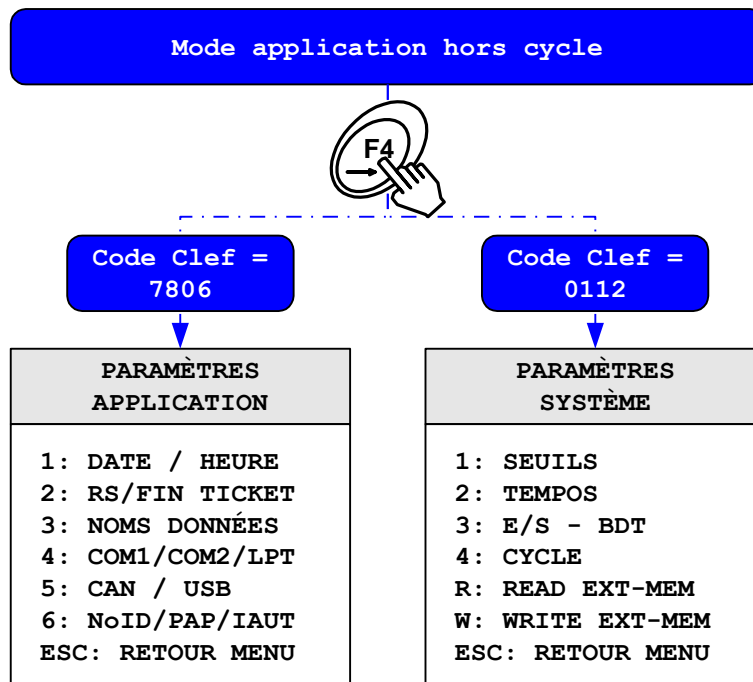 Mode application hors cycle
F4
Code Clef =
7806
Code Clef =
0112
PARAMÈTRES
APPLICATION
1: DATE / HEURE
2: RS/FIN TICKET
3: NOMS DONNÉES
4: COM1/COM2/LPT
5: CAN / USB
6: NoID/PAP/IAUT
ESC: RETOUR MENU
PARAMÈTRES
SYSTÈME
1: SEUILS
2: TEMPOS
3: E/S - BDT
4: CYCLE
R: READ EXT-MEM
W: WRITE EXT-MEM
ESC: RETOUR MENU